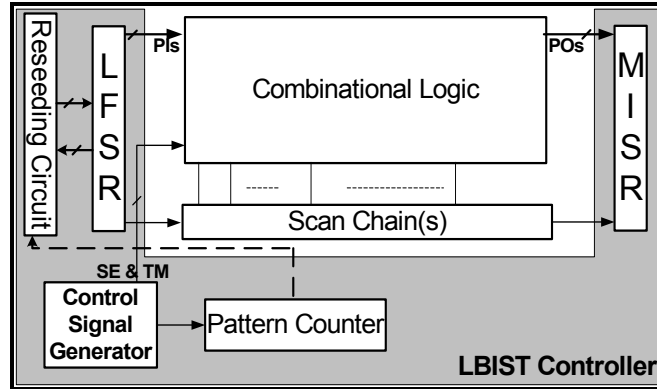 Reseeding Circuit
L
F
S
R
PIs
Combinational Logic
POs
M
I
S
R
Scan Chain(s)
SE & TM
Control
Signal
Generator
Pattern Counter
LBIST Controller